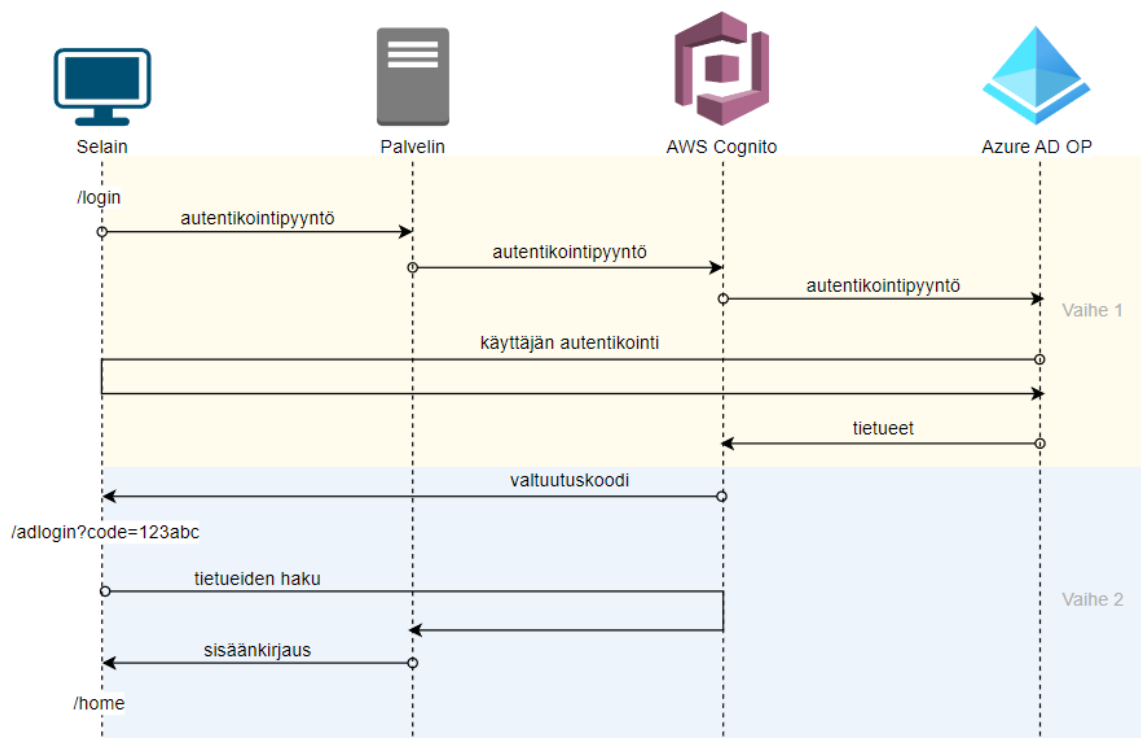 Selain
Palvelin
AWS Cognito
Azure AD OP
/login
autentikointipyyntö
autentikointipyyntö
autentikointipyyntö
Vaihe 1
käyttäjän autentikointi
tietueet
valtuutuskoodi
/adlogin?code=123abc
tietueiden haku
Vaihe 2
sisäänkirjaus
/home